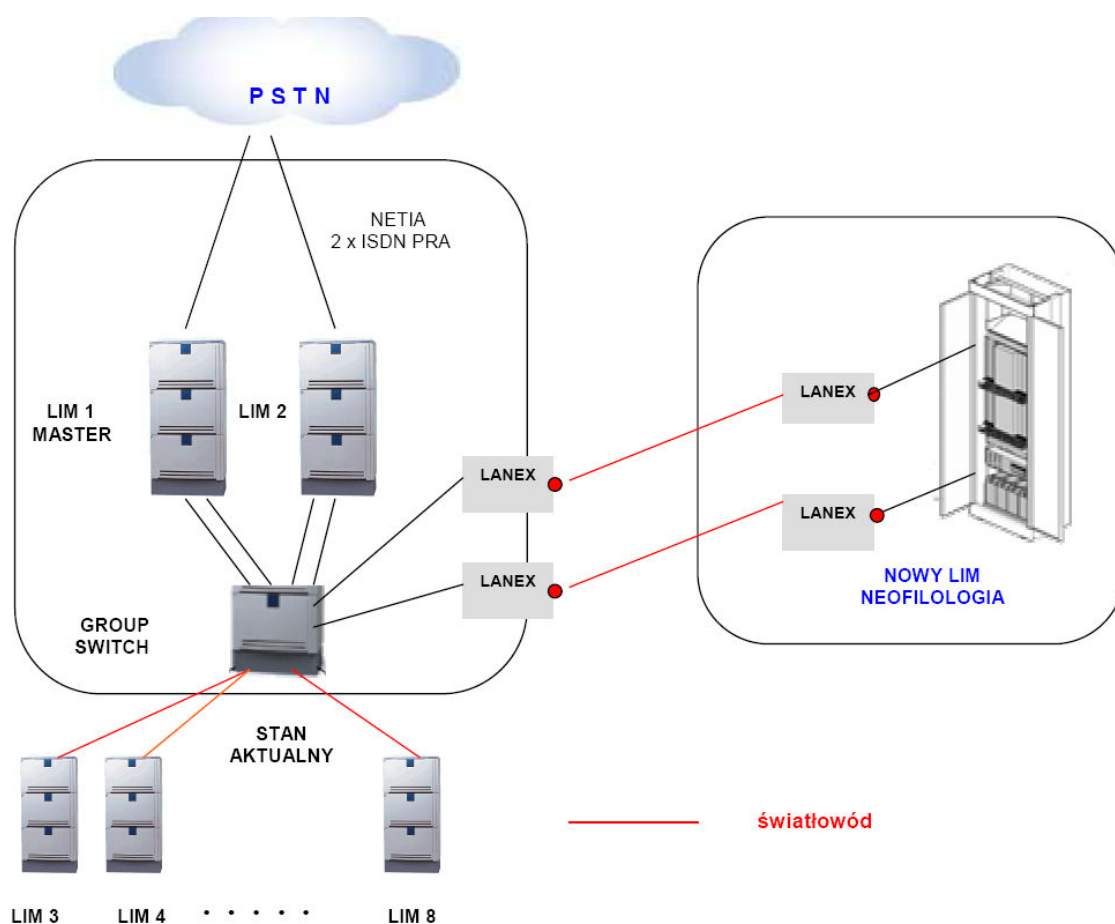 P S T N
NETIA
2 x ISDN PRA
LIM 1
MASTER
LIM 2
LANEX
LANEX
LANEX
LANEX
NOWY LIM
NEOFILOLOGIA
GROUP
SWITCH
STAN
AKTUALNY
światłowód
LIM 3
LIM 4
. . . . .
LIM 8